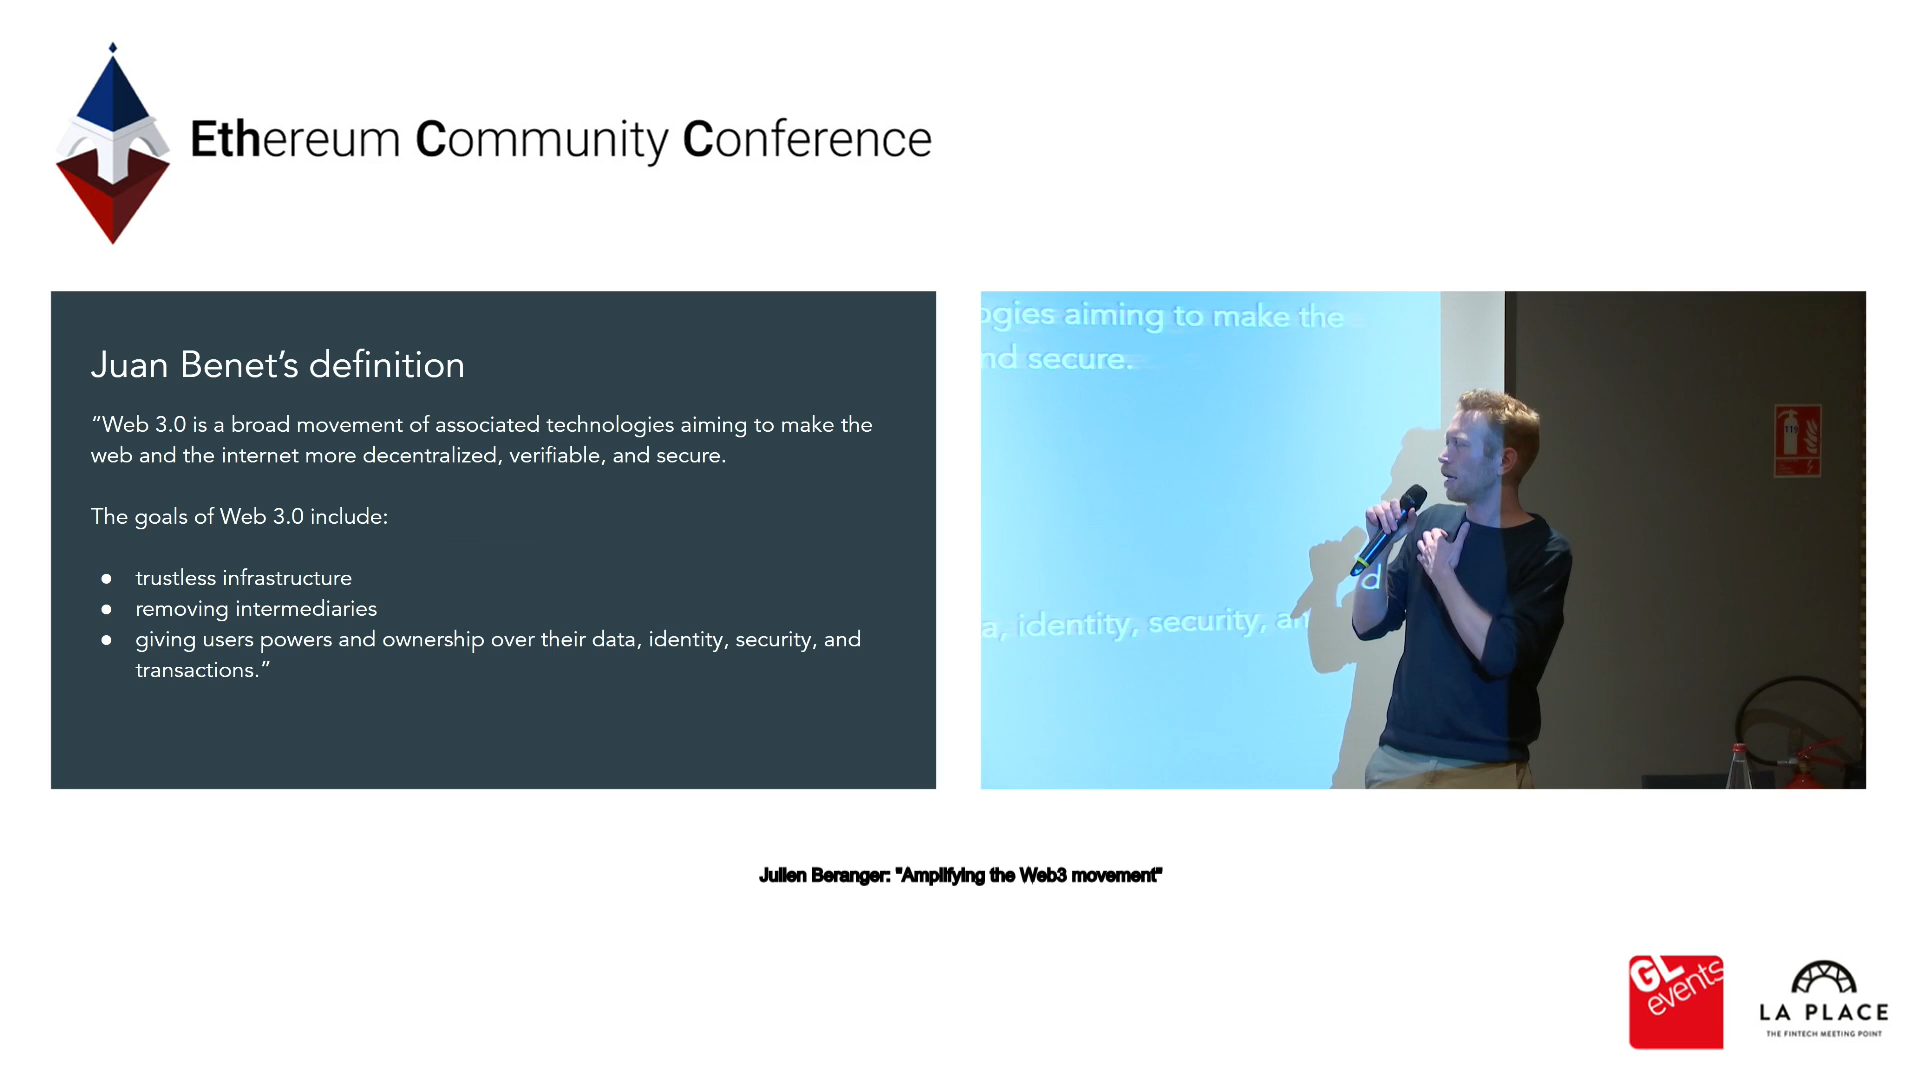 Ethereum Community Conference
Juan Benet’s definition
“Web 3.0 is a broad movement of associated technologies aiming to make the
web and the internet more decentralized, verifiable, and secure.
The goals of Web 3.0 include:
● trustless infrastructure
● removing intermediaries
● giving users powers and ownership over their data, identity, security, and
transactions.”
ogies aiming to make the
nd secure.
d
a, identity, security, an
Julien Beranger: "Amplifying the Web3 movement"
GL
events
LA PLACE
THE FINTECH MEETING POINT